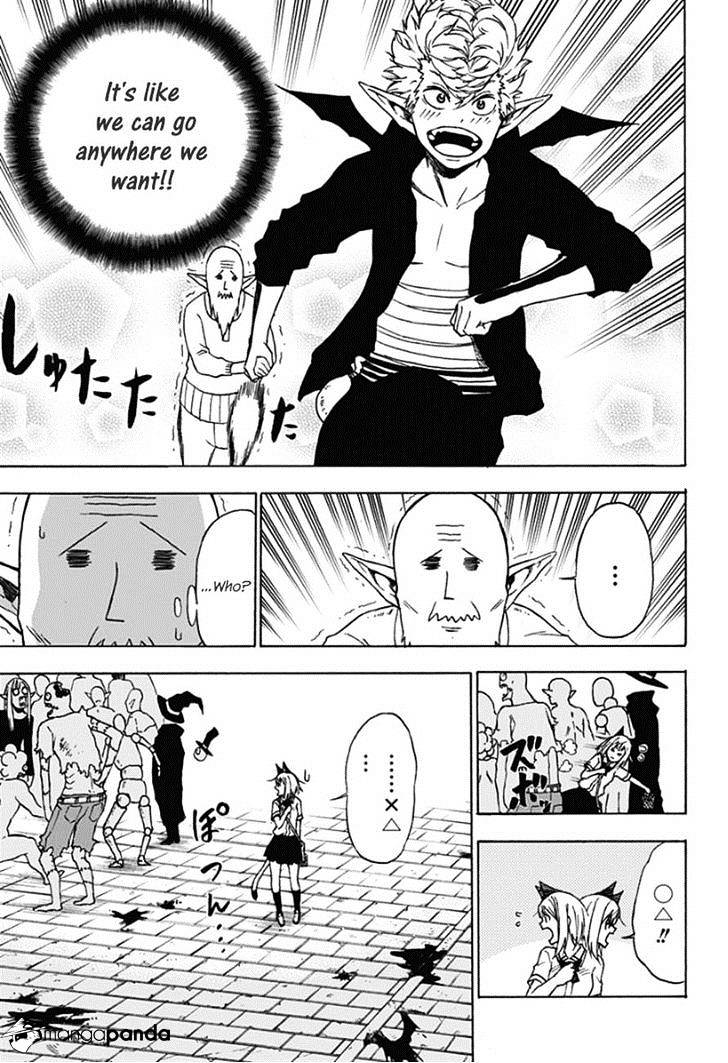 It's like
we can go
anywhere we
want!!
しゅたた
た
...
...Who?
ズボッ
○
△
!!
...
...
×
△
ぽつん...
mangapanda